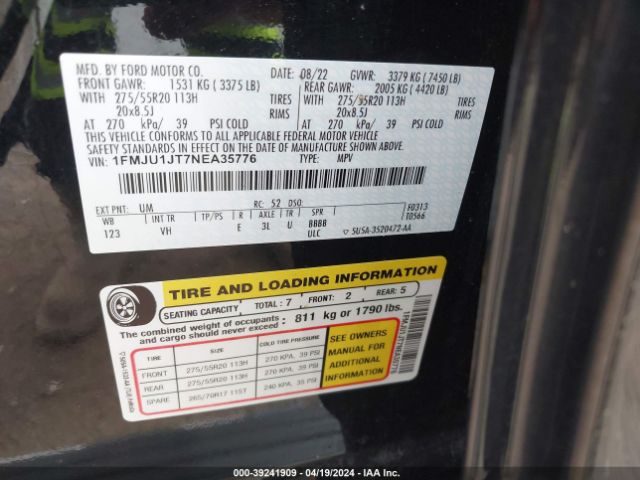 MFD. BY FORD MOTOR CO.
DATE: 08/22 GVWR: 3379 KG ( 7450 LB)
FRONT GAWR: 1531 KG ( 3375 LB) REAR GAWR: 2005 KG ( 4420 LB)
WITH 275/55R20 113H TIRES WITH 275/55R20 113H TIRES
20x8.5J RIMS 20x8.5J RIMS
AT 270 kPa/ 39 PSI COLD AT 270 kPa/ 39 PSI COLD
THIS VEHICLE CONFORMS TO ALL APPLICABLE FEDERAL MOTOR VEHICLE
SAFETY STANDARDS IN EFFECT ON THE DATE OF MANUFACTURE SHOWN ABOVE.
VIN: 1FMJU1JT7NEA35776 TYPE: MPV
EXT PNT: UM RC: 52 DSO: F0313
WB INT TR TP/PS R AXLE TR SPR T0566
123 VH E 3L U BBBB
ULC ▽ 5USA-3520472-AA
TIRE AND LOADING INFORMATION
SEATING CAPACITY TOTAL : 7 FRONT: 2 REAR: 5
The combined weight of occupants and cargo should never exceed : 811 kg or 1790 lbs.
TIRE SIZE COLD TIRE PRESSURE
FRONT 275/55R20 113H 270 KPA, 39 PSI
REAR 275/55R20 113H 270 KPA, 39 PSI
SPARE 265/70R17 115T 240 KPA, 35 PSI
SEE OWNERS
MANUAL FOR
ADDITIONAL
INFORMATION
1FMJU1JT7NEA35776
000-39241909 - 04/19/2024 - IAA Inc.